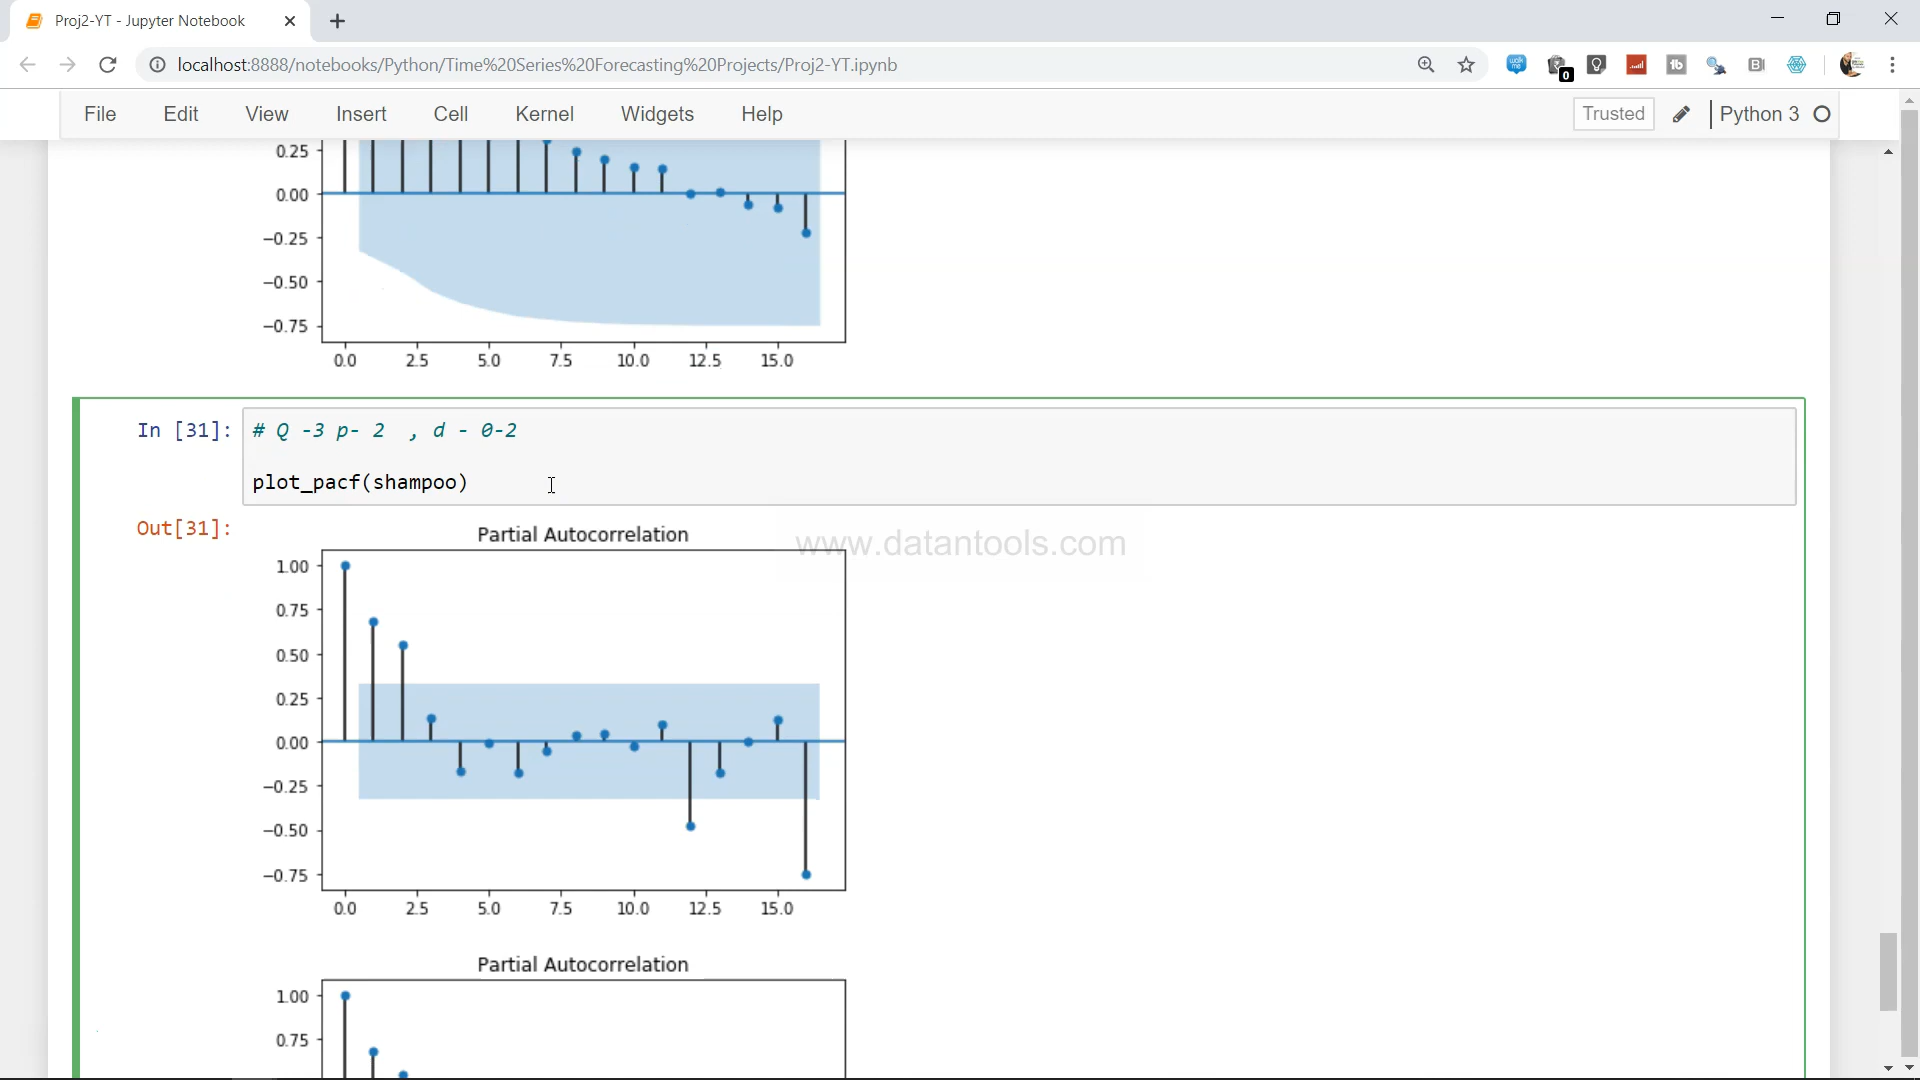 Proj2-YT - Jupyter Notebook
localhost:8888/notebooks/Python/Time%20Series%20Forecasting%20Projects/Proj2-YT.ipynb
0
File Edit View Insert Cell Kernel Widgets Help
Trusted Python 3
0.25
0.00
−0.25
−0.50
−0.75
0.0 2.5 5.0 7.5 10.0 12.5 15.0
In [31]: # Q -3 p- 2 , d - 0-2
plot_pacf(shampoo)
Out[31]:
Partial Autocorrelation
www.datantools.com
1.00
0.75
0.50
0.25
0.00
−0.25
−0.50
−0.75
0.0 2.5 5.0 7.5 10.0 12.5 15.0
Partial Autocorrelation
1.00
0.75